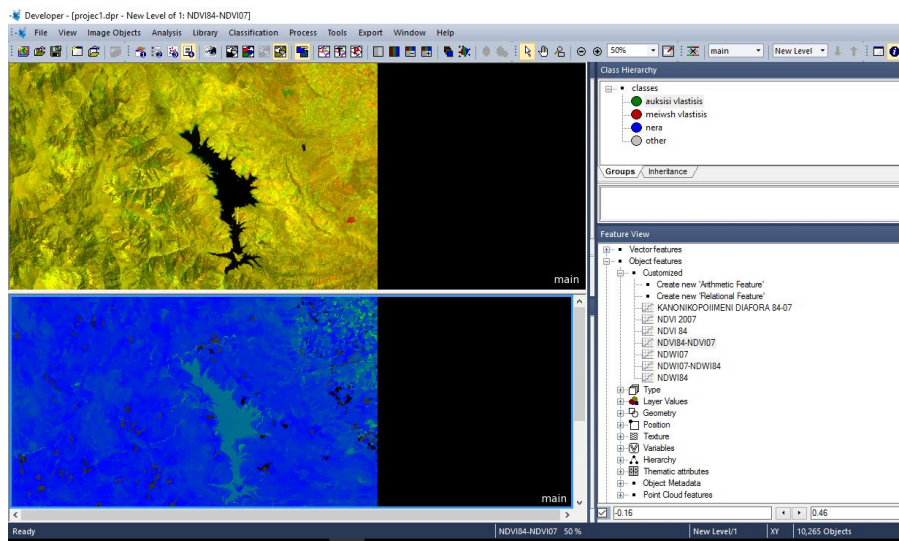 Developer - [projec1.dpr - New Level of 1: NDVI84-NDVI07]
File View Image Objects Analysis Library Classification Process Tools Export Window Help
50% main New Level
main
main
Class Hierarchy
classes
auksisi vlastisis
meiwsh vlastisis
nera
other
Groups Inheritance
Feature View
Vector features
Object features
Customized
Create new 'Arithmetic Feature'
Create new 'Relational Feature'
KANONIKOPOIIMENI DIAFORA 84-07
NDVI 2007
NDVI 84
NDVI84-NDVI07
NDWI07
NDWI07-NDWI84
NDWI84
Type
Layer Values
Geometry
Position
Texture
Variables
Hierarchy
Thematic attributes
Object Metadata
Point Cloud features
-0.16 0.46
Ready NDVI84-NDVI07 50 % New Level/1 XY 10,265 Objects